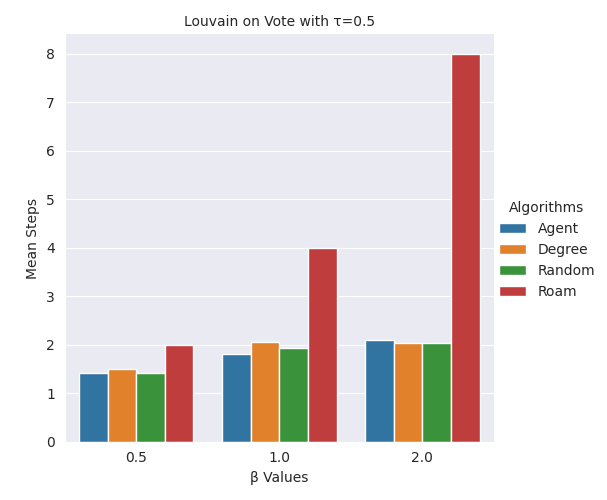 Louvain on Vote with τ=0.5
Mean Steps
8
7
6
5
4
3
2
1
0
0.5 1.0 2.0
β Values
Algorithms
Agent
Degree
Random
Roam